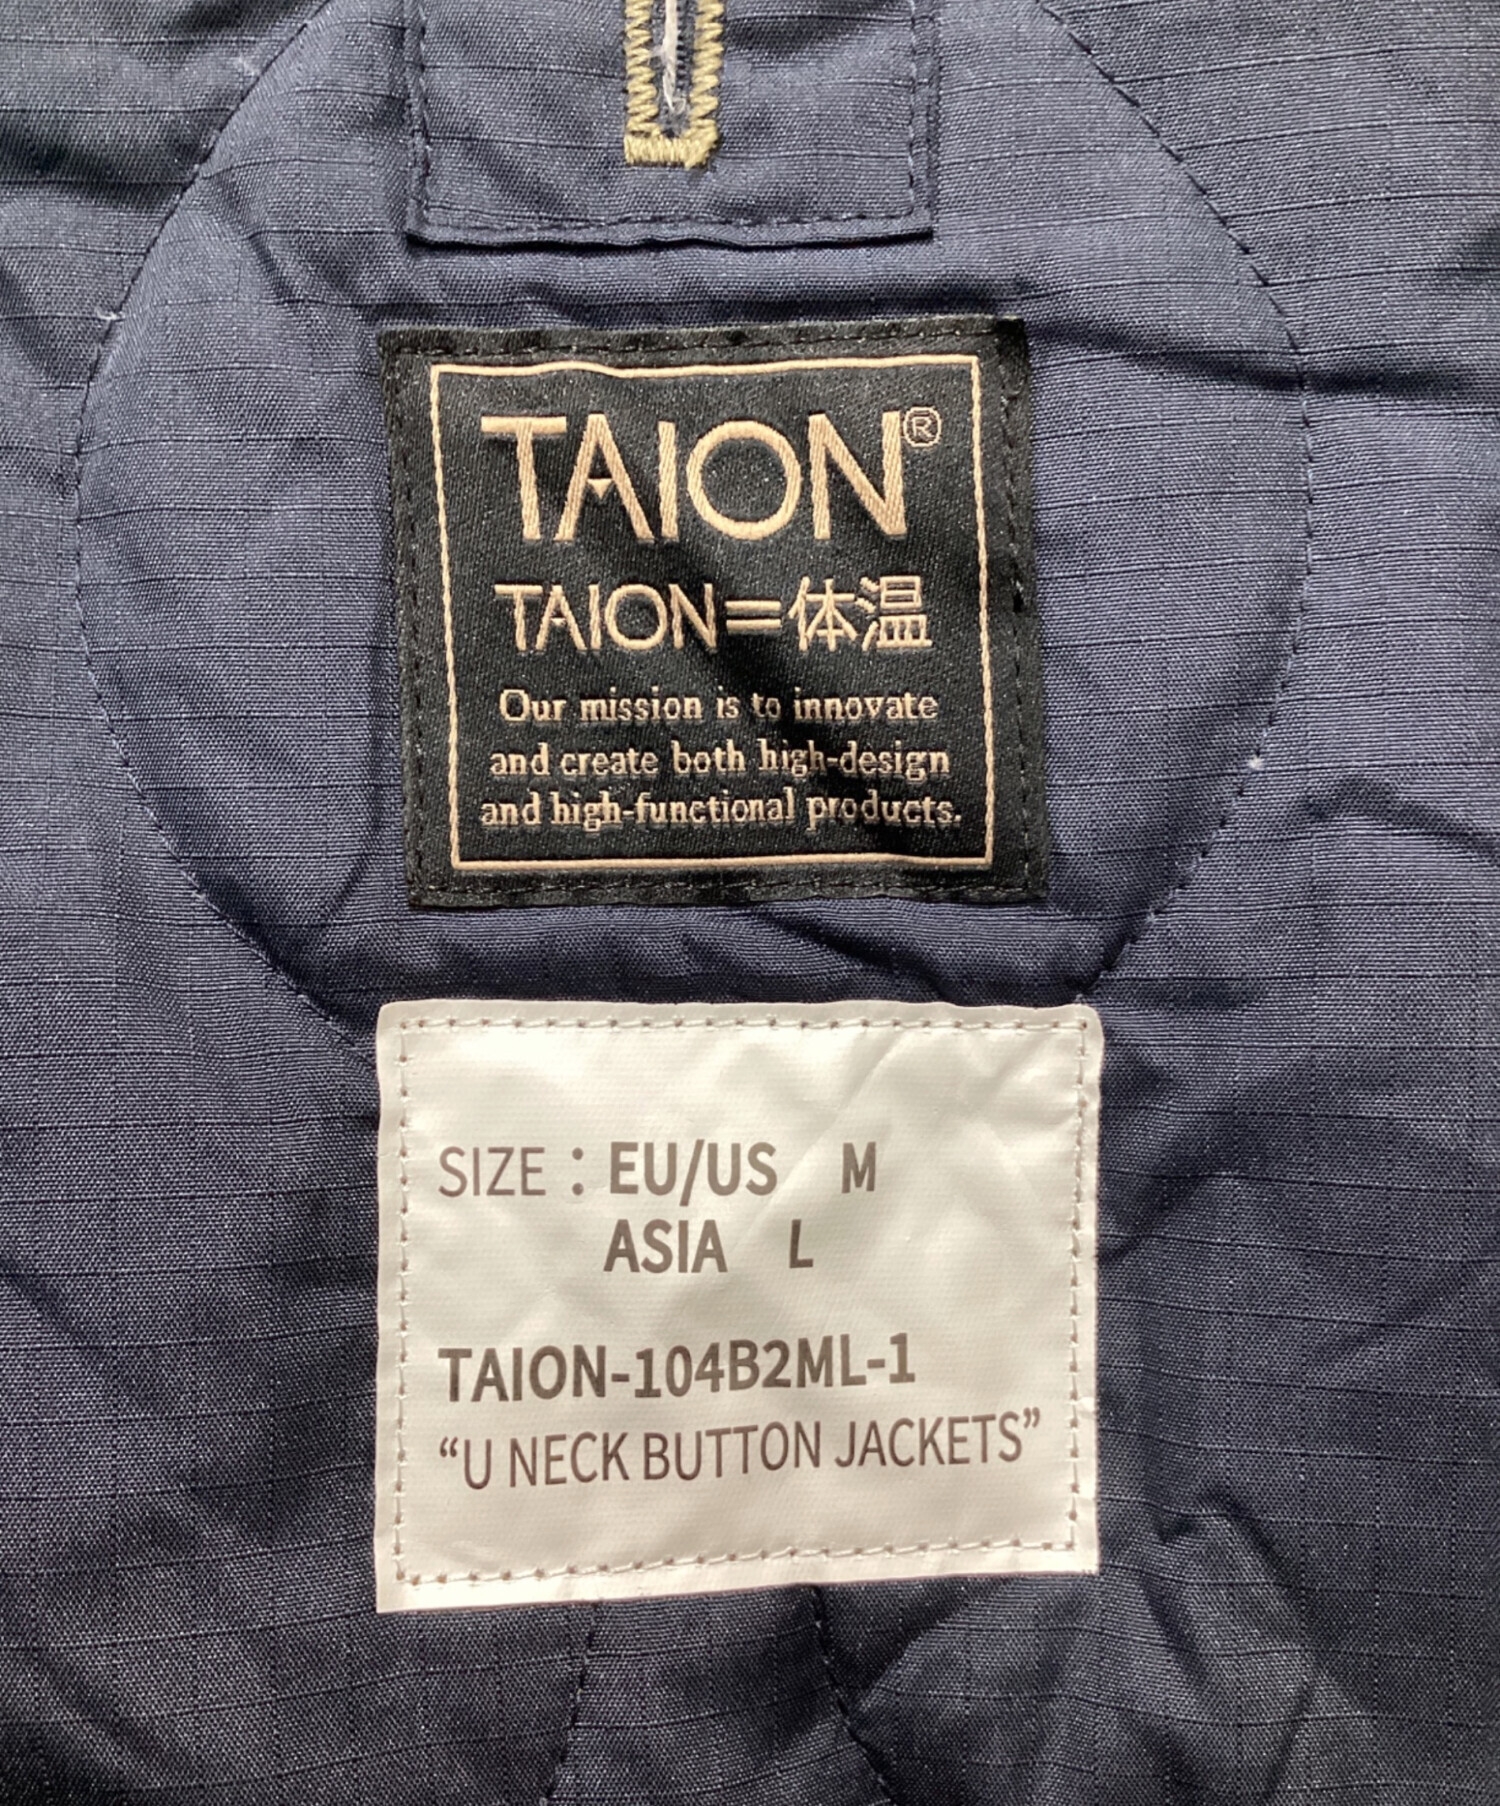 TAION®
TAION=体温
Our mission is to innovate
and create both high-design
and high-functional products.
SIZE : EU/US M
ASIA L
TAION-104B2ML-1
“U NECK BUTTON JACKETS”